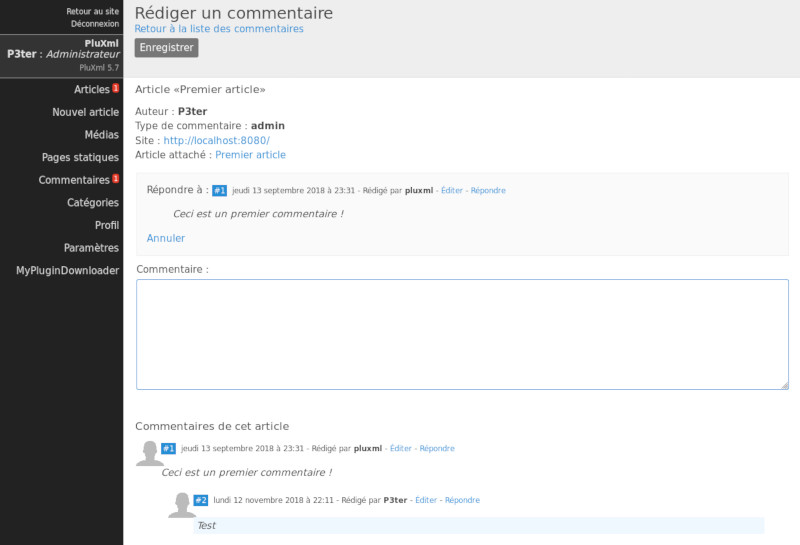 Retour au site
Déconnexion
PluXml
P3ter : Administrateur
PluXml 5.7
Articles 1
Nouvel article
Médias
Pages statiques
Commentaires 1
Catégories
Profil
Paramètres
MyPluginDownloader
Rédiger un commentaire
Retour à la liste des commentaires
Enregistrer
Article «Premier article»
Auteur : P3ter
Type de commentaire : admin
Site : http://localhost:8080/
Article attaché : Premier article
Répondre à : #1 jeudi 13 septembre 2018 à 23:31 - Rédigé par pluxml - Éditer - Répondre
Ceci est un premier commentaire !
Annuler
Commentaire :
Commentaires de cet article
#1 jeudi 13 septembre 2018 à 23:31 - Rédigé par pluxml - Éditer - Répondre
Ceci est un premier commentaire !
#2 lundi 12 novembre 2018 à 22:11 - Rédigé par P3ter - Éditer - Répondre
Test